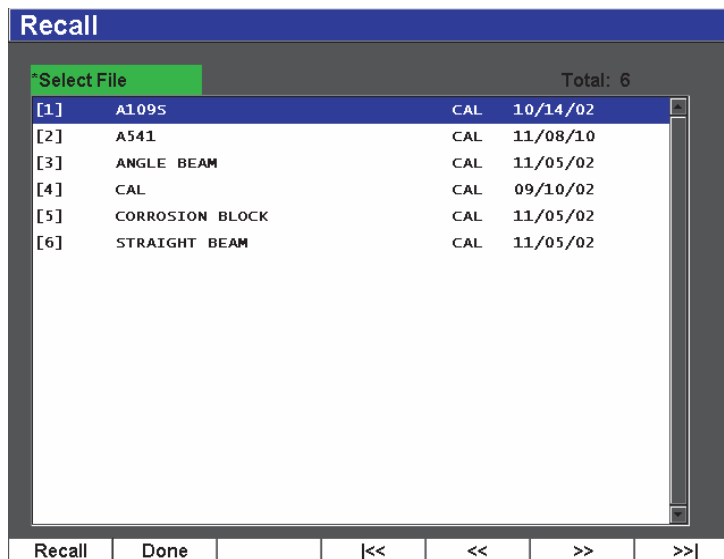 Recall
*Select File Total: 6
[1] A109S CAL 10/14/02
[2] A541 CAL 11/08/10
[3] ANGLE BEAM CAL 11/05/02
[4] CAL CAL 09/10/02
[5] CORROSION BLOCK CAL 11/05/02
[6] STRAIGHT BEAM CAL 11/05/02
Recall Done |<< << >> >>|